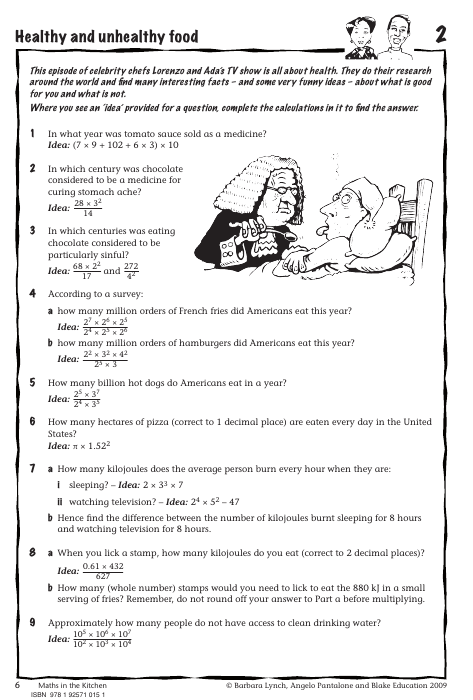 Healthy and unhealthy food
2
This episode of celebrity chefs Lorenzo and Ada's TV show is all about health. They do their research
around the world and find many interesting facts – and some very funny ideas – about what is good
for you and what is not.
Where you see an 'idea' provided for a question, complete the calculations in it to find the answer.
1 In what year was tomato sauce sold as a medicine?
Idea: (7 × 9 + 102 + 6 × 3) × 10
2 In which century was chocolate
considered to be a medicine for
curing stomach ache?
Idea: 28 × 3²
14
3 In which centuries was eating
chocolate considered to be
particularly sinful?
Idea: 68 × 2² and 272
17 4²
4 According to a survey:
a how many million orders of French fries did Americans eat this year?
Idea: 2⁷ × 2⁶ × 2⁵
2⁴ × 2⁵ × 2⁶
b how many million orders of hamburgers did Americans eat this year?
Idea: 2² × 3² × 4²
2³ × 3
5 How many billion hot dogs do Americans eat in a year?
Idea: 2⁵ × 3⁷
2⁴ × 3⁵
6 How many hectares of pizza (correct to 1 decimal place) are eaten every day in the United
States?
Idea: π × 1.52²
7 a How many kilojoules does the average person burn every hour when they are:
i sleeping? – Idea: 2 × 3³ × 7
ii watching television? – Idea: 2⁴ × 5² – 47
b Hence find the difference between the number of kilojoules burnt sleeping for 8 hours
and watching television for 8 hours.
8 a When you lick a stamp, how many kilojoules do you eat (correct to 2 decimal places)?
Idea: 0.61 × 432
627
b How many (whole number) stamps would you need to lick to eat the 880 kJ in a small
serving of fries? Remember, do not round off your answer to Part a before multiplying.
9 Approximately how many people do not have access to clean drinking water?
Idea: 10⁵ × 10⁶ × 10⁷
10² × 10³ × 10⁴
6 Maths in the Kitchen © Barbara Lynch, Angelo Pantalone and Blake Education 2009
ISBN 978 1 92571 015 1